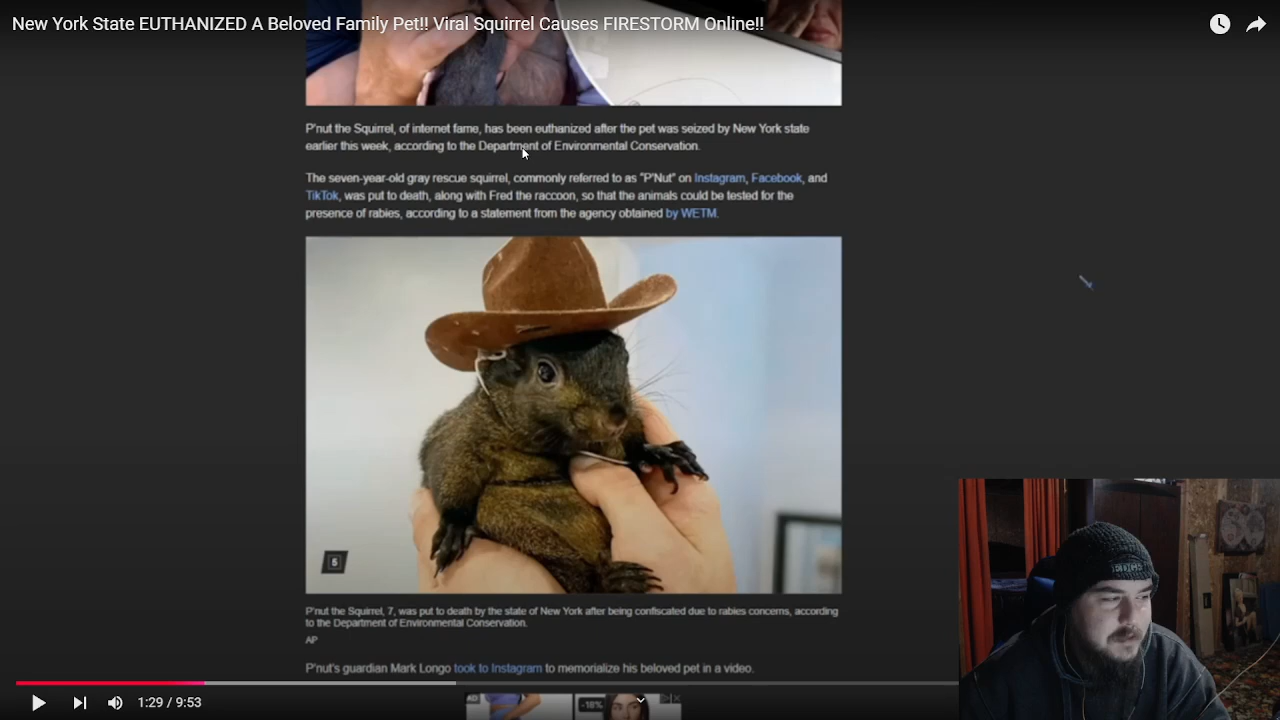 New York State EUTHANIZED A Beloved Family Pet!! Viral Squirrel Causes FIRESTORM Online!!
P'nut the Squirrel, of internet fame, has been euthanized after the pet was seized by New York state
earlier this week, according to the Department of Environmental Conservation.
The seven-year-old gray rescue squirrel, commonly referred to as "P'Nut" on Instagram, Facebook, and
TikTok, was put to death, along with Fred the raccoon, so that the animals could be tested for the
presence of rabies, according to a statement from the agency obtained by WETM.
5
P'nut the Squirrel, 7, was put to death by the state of New York after being confiscated due to rabies concerns, according
to the Department of Environmental Conservation.
AP
P'nut's guardian Mark Longo took to Instagram to memorialize his beloved pet in a video.
AD
-18%
1:29 / 9:53